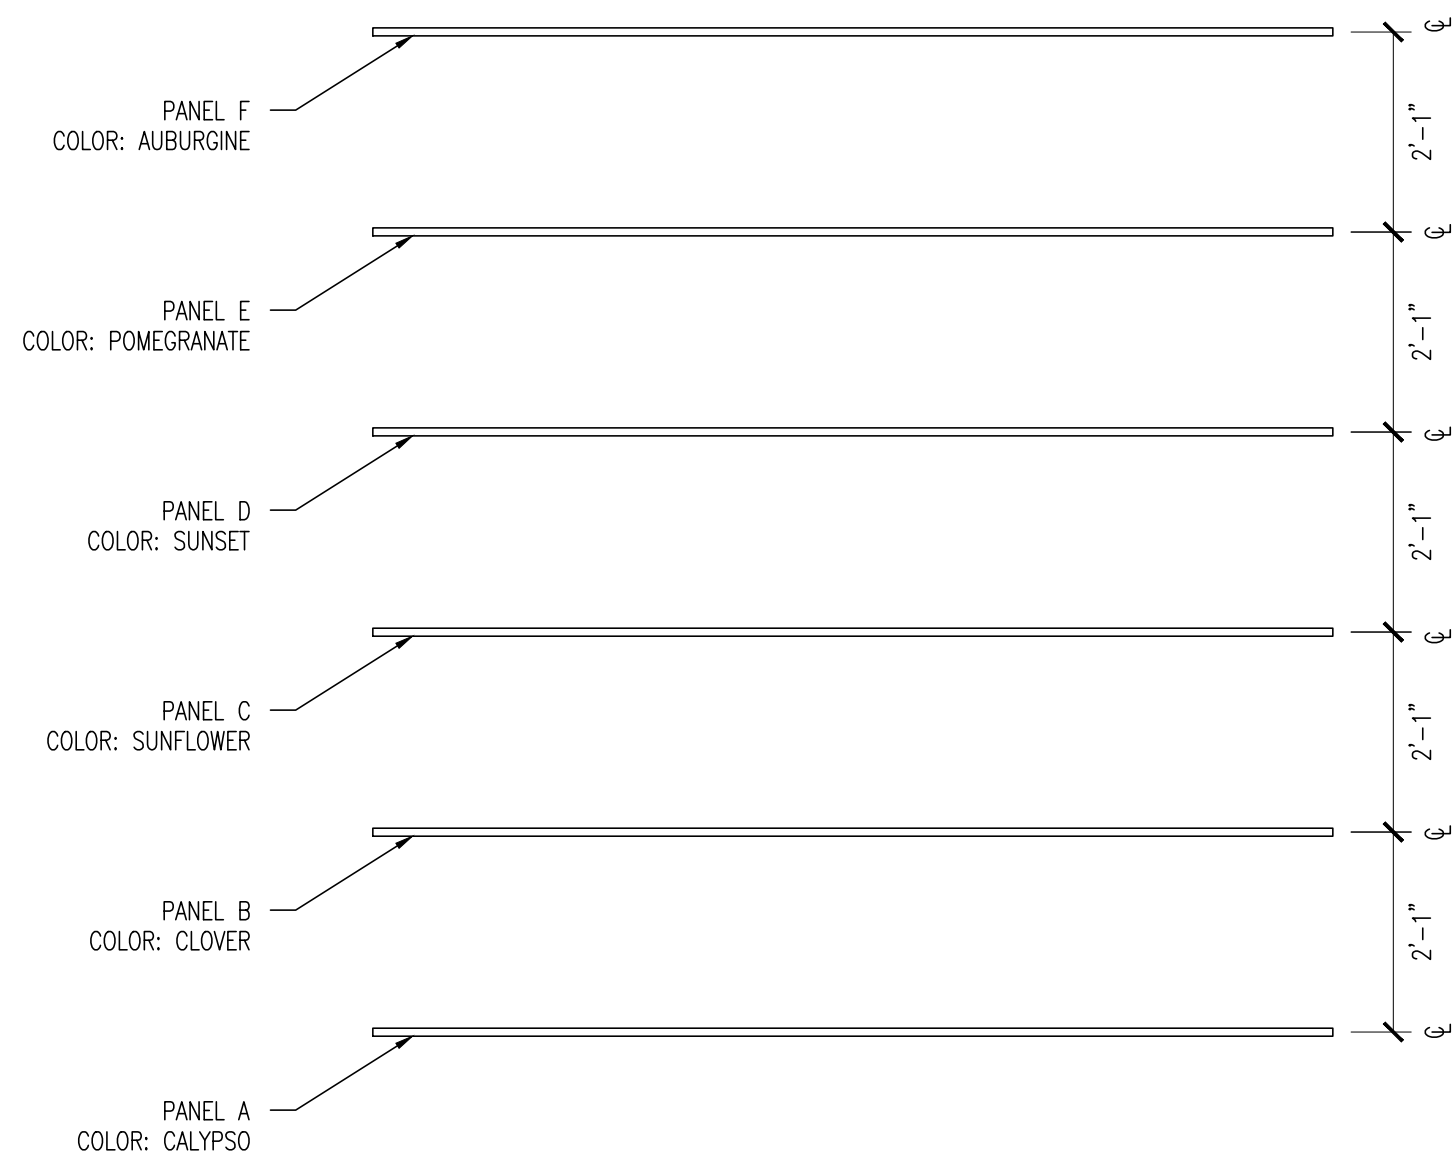 PANEL F
COLOR: AUBURGINE
2'-1"
PANEL E
COLOR: POMEGRANATE
2'-1"
PANEL D
COLOR: SUNSET
2'-1"
PANEL C
COLOR: SUNFLOWER
2'-1"
PANEL B
COLOR: CLOVER
2'-1"
PANEL A
COLOR: CALYPSO